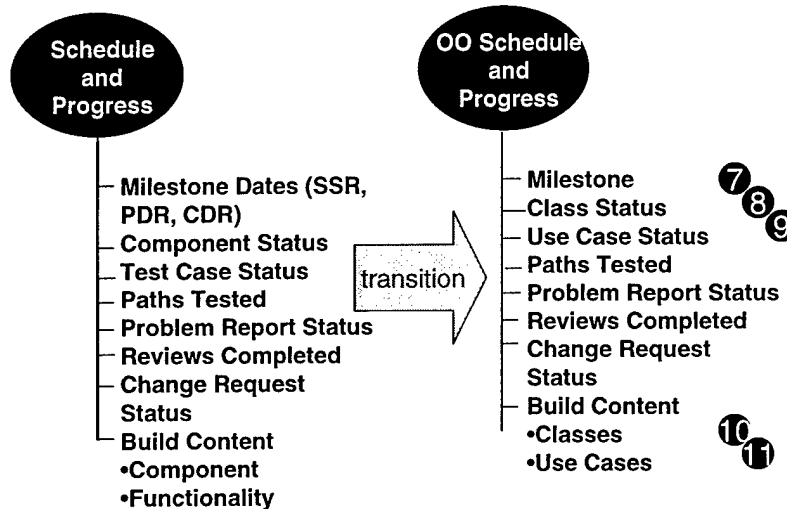 Schedule
and
Progress
Milestone Dates (SSR,
PDR, CDR)
Component Status
Test Case Status
Paths Tested
Problem Report Status
Reviews Completed
Change Request
Status
Build Content
•Component
•Functionality
transition
OO Schedule
and
Progress
Milestone 7
Class Status 8
Use Case Status 9
Paths Tested
Problem Report Status
Reviews Completed
Change Request
Status
Build Content
•Classes 10
•Use Cases 11